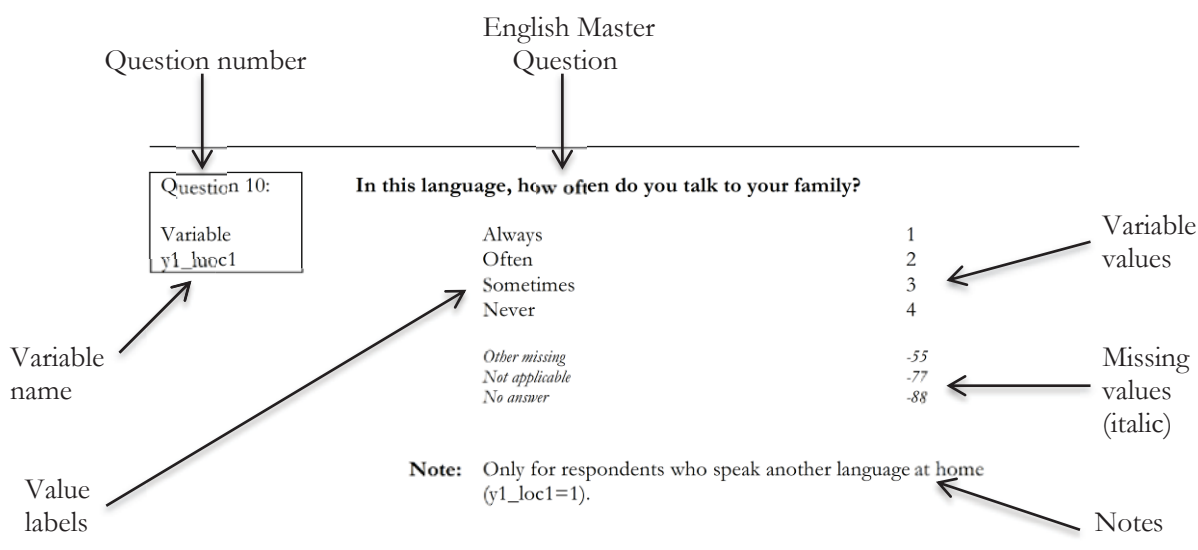 English Master
Question
Question number
Question 10:
In this language, how often do you talk to your family?
Variable
y1_luoc1
Always 1
Often 2
Sometimes 3
Never 4
Variable
values
Variable
name
Other missing -55
Not applicable -77
No answer -88
Missing
values
(italic)
Note: Only for respondents who speak another language at home
(y1_loc1=1).
Value
labels
Notes